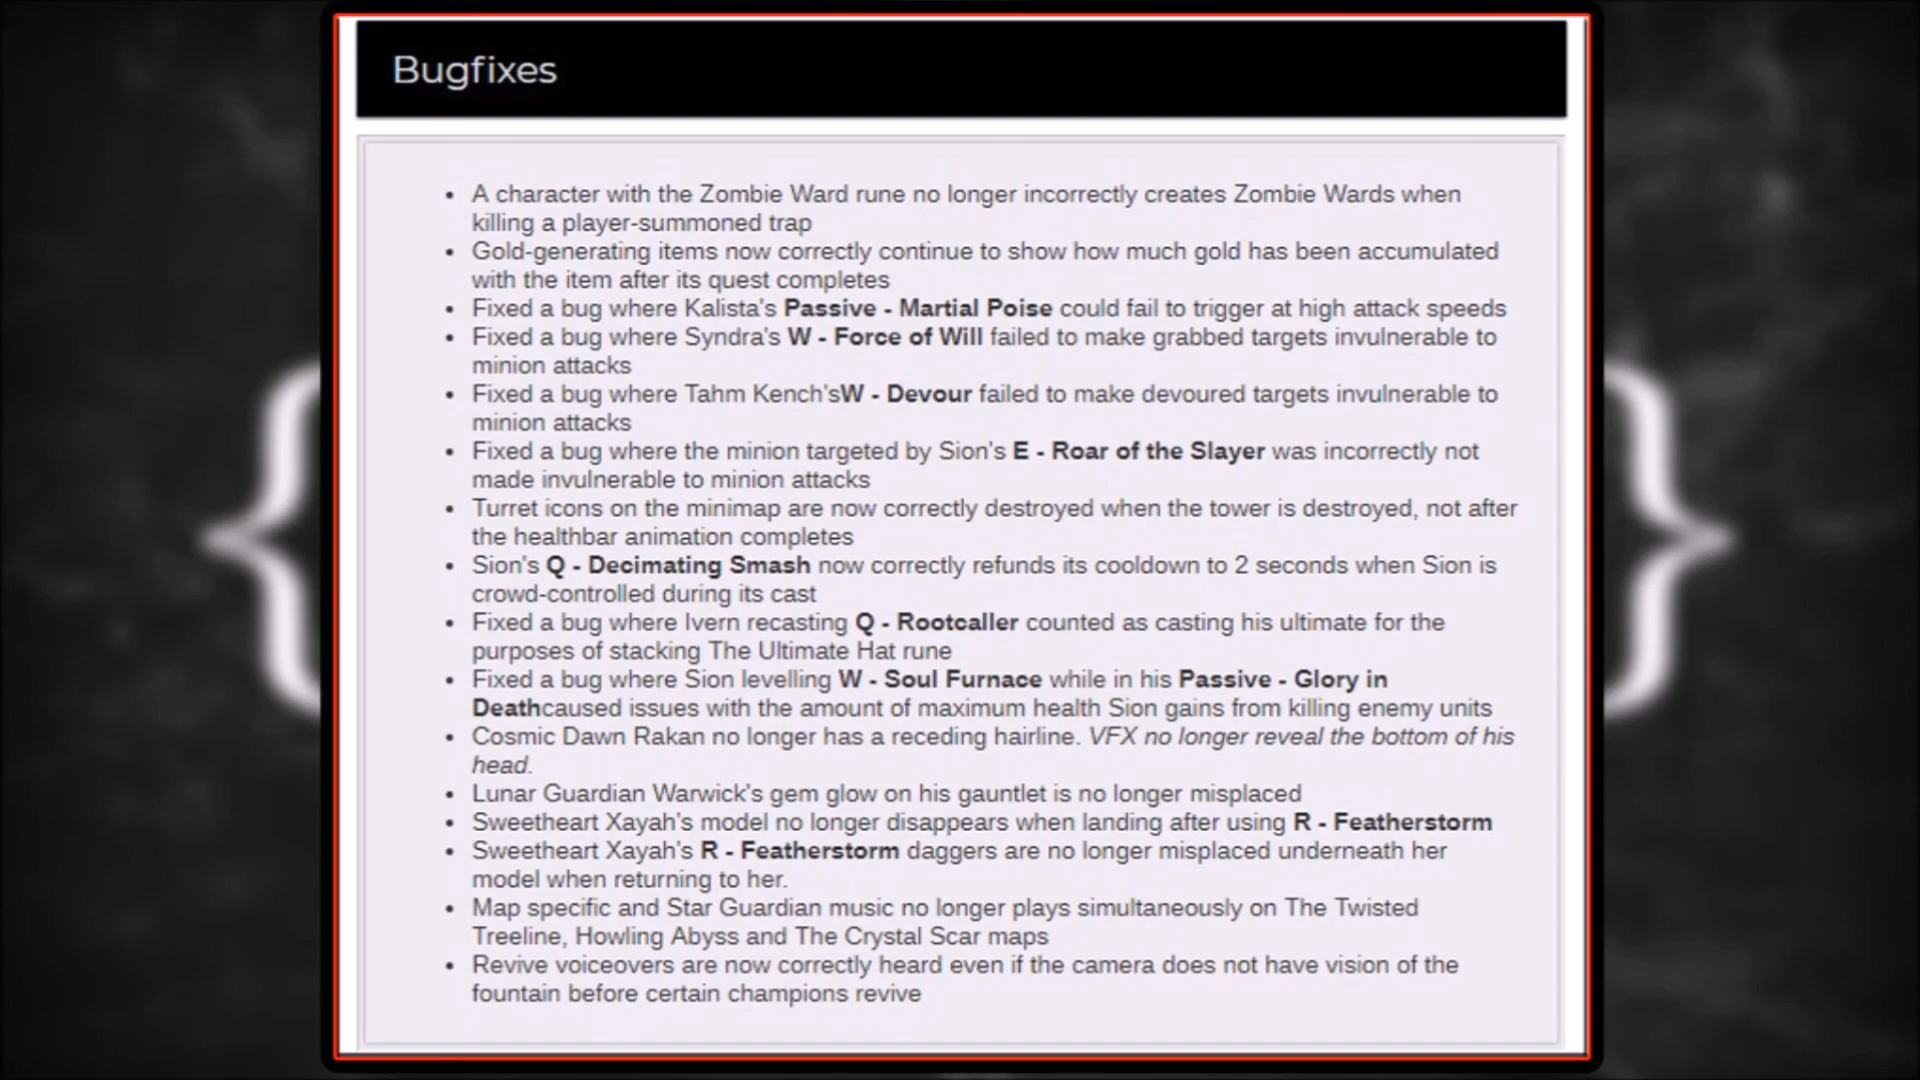 Bugfixes
• A character with the Zombie Ward rune no longer incorrectly creates Zombie Wards when
killing a player-summoned trap
• Gold-generating items now correctly continue to show how much gold has been accumulated
with the item after its quest completes
• Fixed a bug where Kalista's Passive - Martial Poise could fail to trigger at high attack speeds
• Fixed a bug where Syndra's W - Force of Will failed to make grabbed targets invulnerable to
minion attacks
• Fixed a bug where Tahm Kench'sW - Devour failed to make devoured targets invulnerable to
minion attacks
• Fixed a bug where the minion targeted by Sion's E - Roar of the Slayer was incorrectly not
made invulnerable to minion attacks
• Turret icons on the minimap are now correctly destroyed when the tower is destroyed, not after
the healthbar animation completes
• Sion's Q - Decimating Smash now correctly refunds its cooldown to 2 seconds when Sion is
crowd-controlled during its cast
• Fixed a bug where Ivern recasting Q - Rootcaller counted as casting his ultimate for the
purposes of stacking The Ultimate Hat rune
• Fixed a bug where Sion levelling W - Soul Furnace while in his Passive - Glory in
Deathcaused issues with the amount of maximum health Sion gains from killing enemy units
• Cosmic Dawn Rakan no longer has a receding hairline. VFX no longer reveal the bottom of his
head.
• Lunar Guardian Warwick's gem glow on his gauntlet is no longer misplaced
• Sweetheart Xayah's model no longer disappears when landing after using R - Featherstorm
• Sweetheart Xayah's R - Featherstorm daggers are no longer misplaced underneath her
model when returning to her.
• Map specific and Star Guardian music no longer plays simultaneously on The Twisted
Treeline, Howling Abyss and The Crystal Scar maps
• Revive voiceovers are now correctly heard even if the camera does not have vision of the
fountain before certain champions revive
{ }